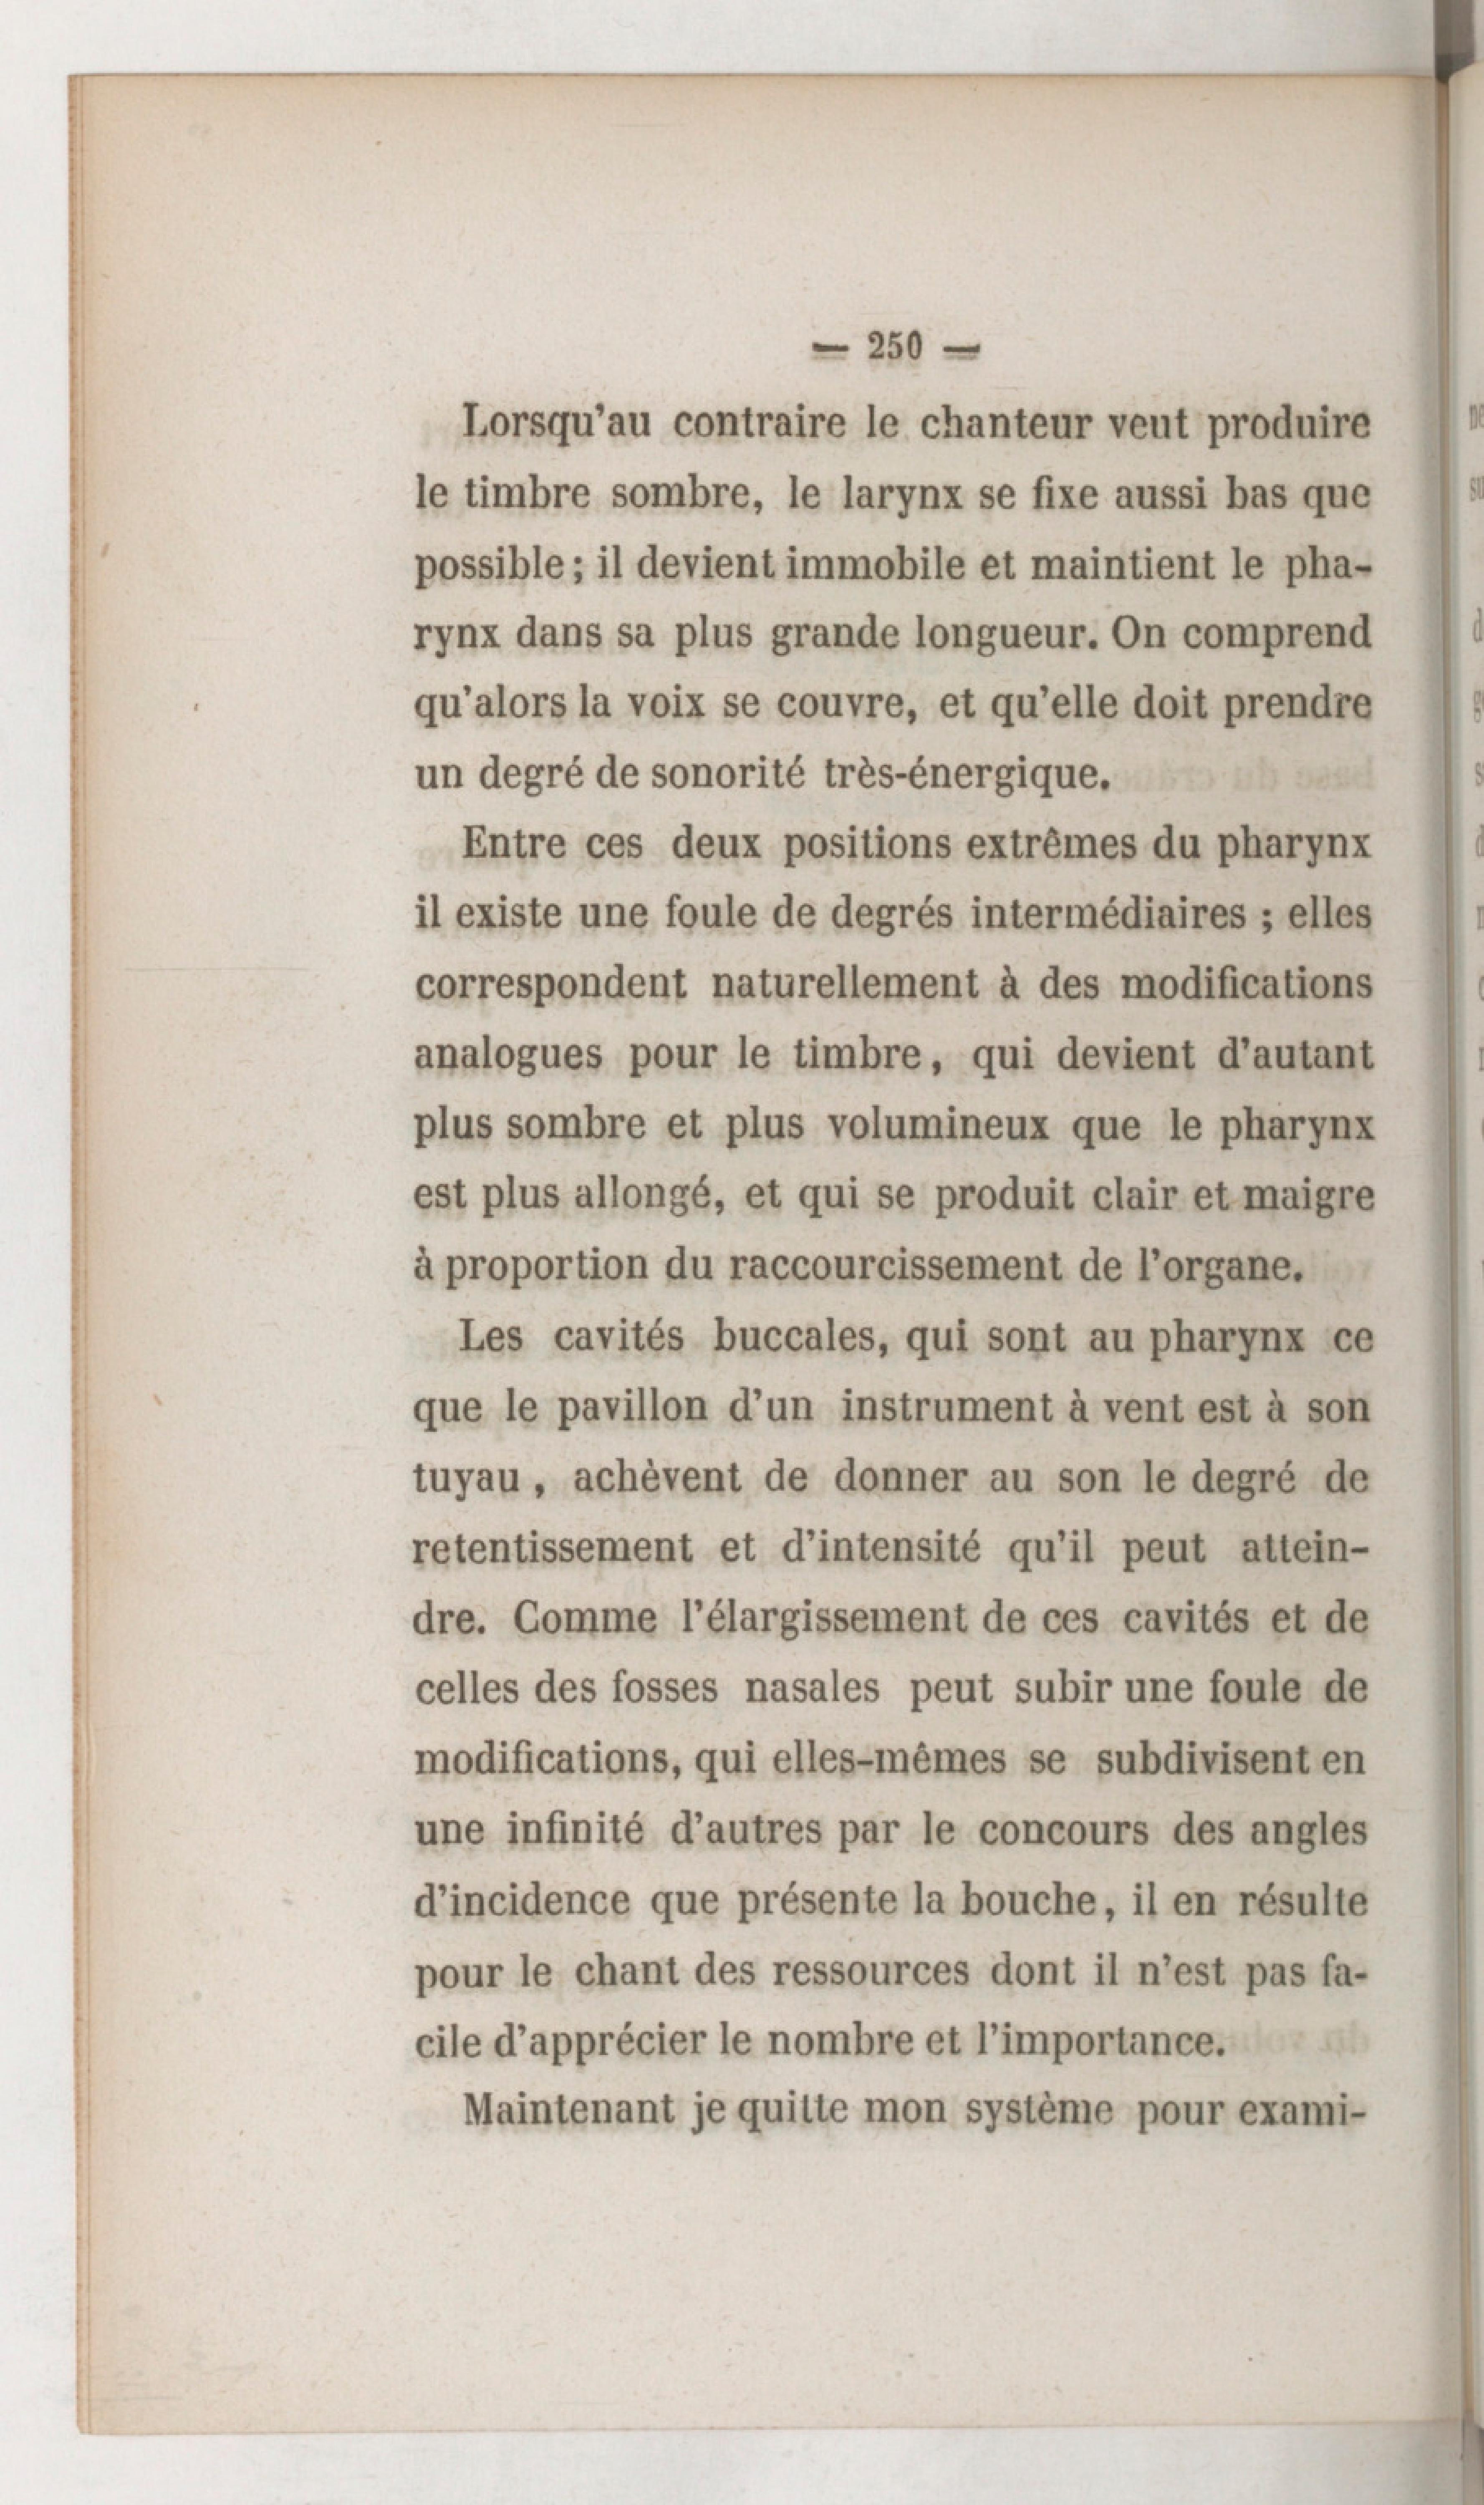 — 250 —
Lorsqu'au contraire le chanteur veut produire
le timbre sombre, le larynx se fixe aussi bas que
possible ; il devient immobile et maintient le pha-
rynx dans sa plus grande longueur. On comprend
qu'alors la voix se couvre, et qu'elle doit prendre
un degré de sonorité très-énergique.
Entre ces deux positions extrêmes du pharynx
il existe une foule de degrés intermédiaires ; elles
correspondent naturellement à des modifications
analogues pour le timbre, qui devient d'autant
plus sombre et plus volumineux que le pharynx
est plus allongé, et qui se produit clair et maigre
à proportion du raccourcissement de l'organe.
Les cavités buccales, qui sont au pharynx ce
que le pavillon d'un instrument à vent est à son
tuyau, achèvent de donner au son le degré de
retentissement et d'intensité qu'il peut attein-
dre. Comme l'élargissement de ces cavités et de
celles des fosses nasales peut subir une foule de
modifications, qui elles-mêmes se subdivisent en
une infinité d'autres par le concours des angles
d'incidence que présente la bouche, il en résulte
pour le chant des ressources dont il n'est pas fa-
cile d'apprécier le nombre et l'importance.
Maintenant je quitte mon système pour exami-